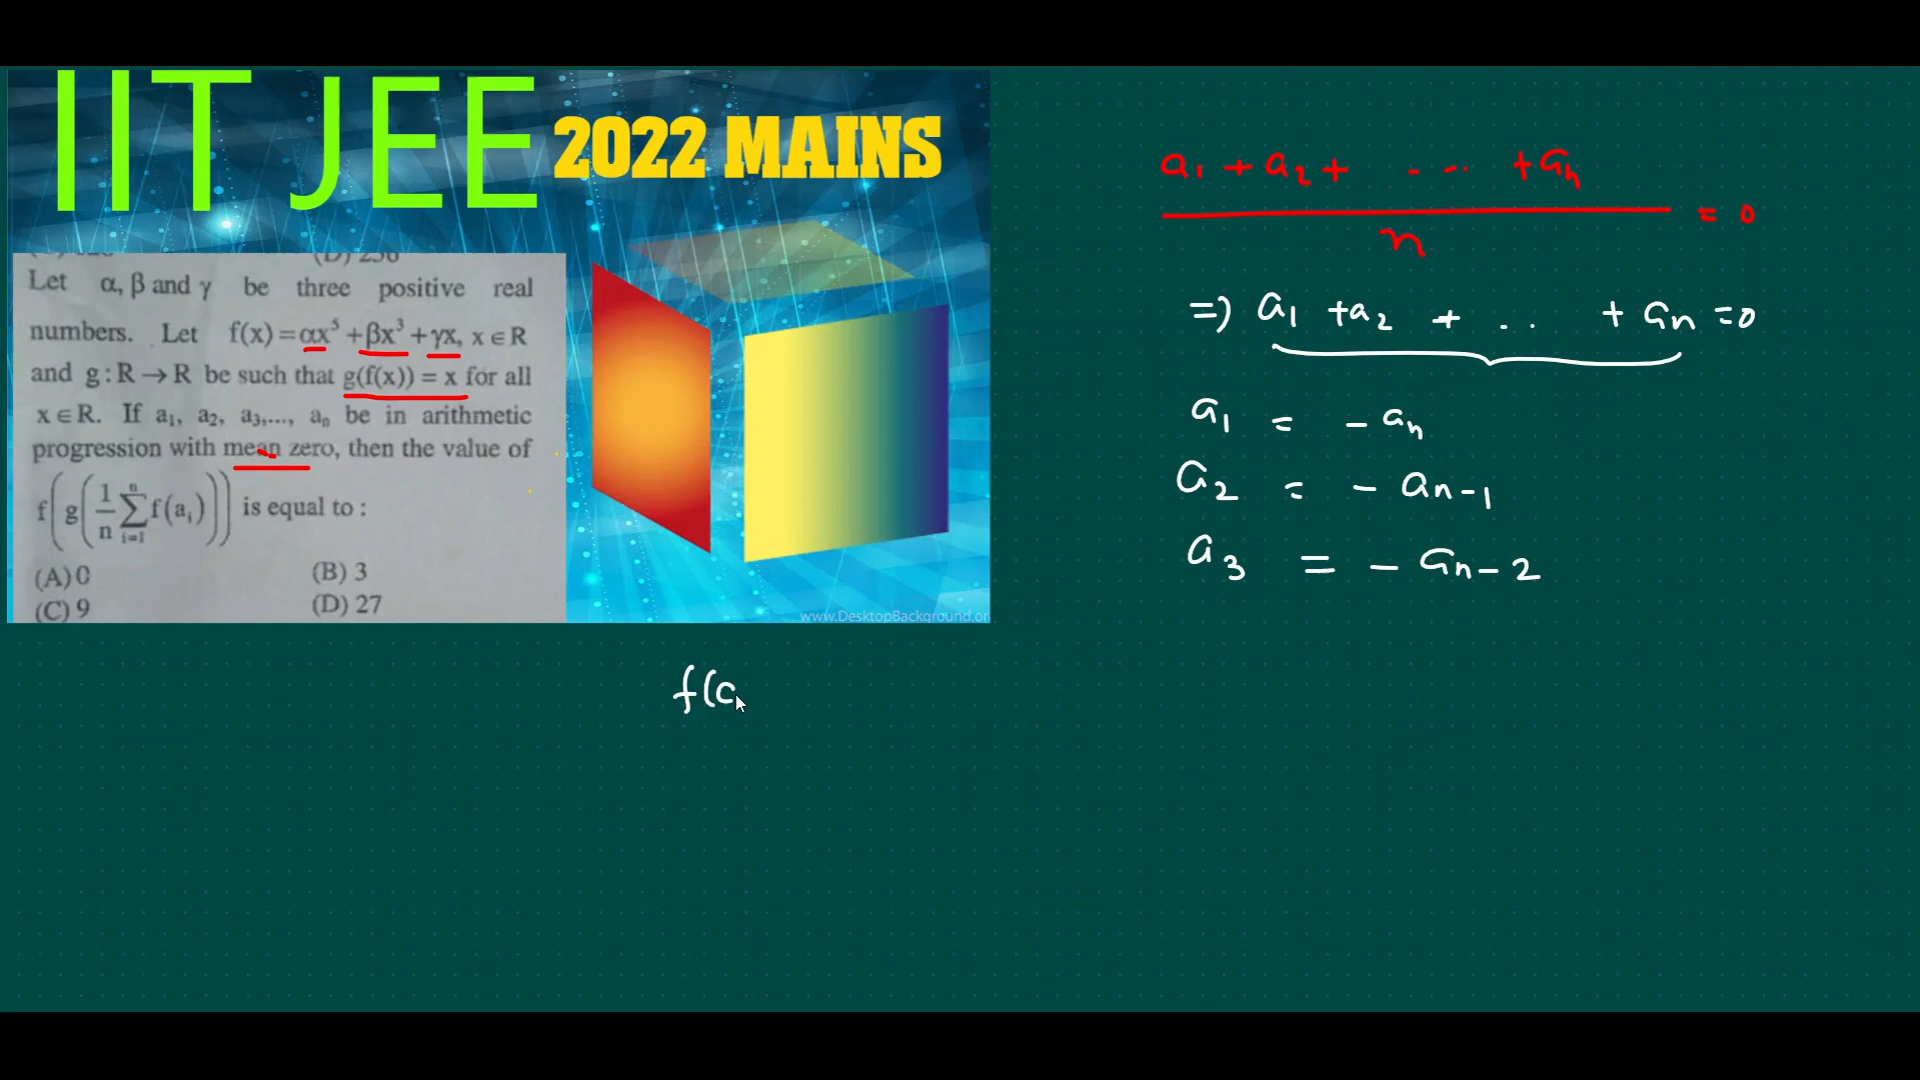 IIT JEE 2022 MAINS
(D) 256
Let α, β and γ be three positive real
numbers. Let f(x) = αx⁵ + βx³ + γx, x ∈ R
and g : R → R be such that g(f(x)) = x for all
x ∈ R. If a₁, a₂, a₃,..., aₙ be in arithmetic
progression with mean zero, then the value of
f(g(1/n ∑ᵢ₌₁ⁿ f(aᵢ))) is equal to :
(A) 0 (B) 3
(C) 9 (D) 27
www.DesktopBackground.or
a₁ + a₂ + ..... + aₙ
n
= 0
=) a₁ + a₂ + .. + aₙ = 0
a₁ = - aₙ
a₂ = - aₙ₋₁
a₃ = - aₙ₋₂
f(